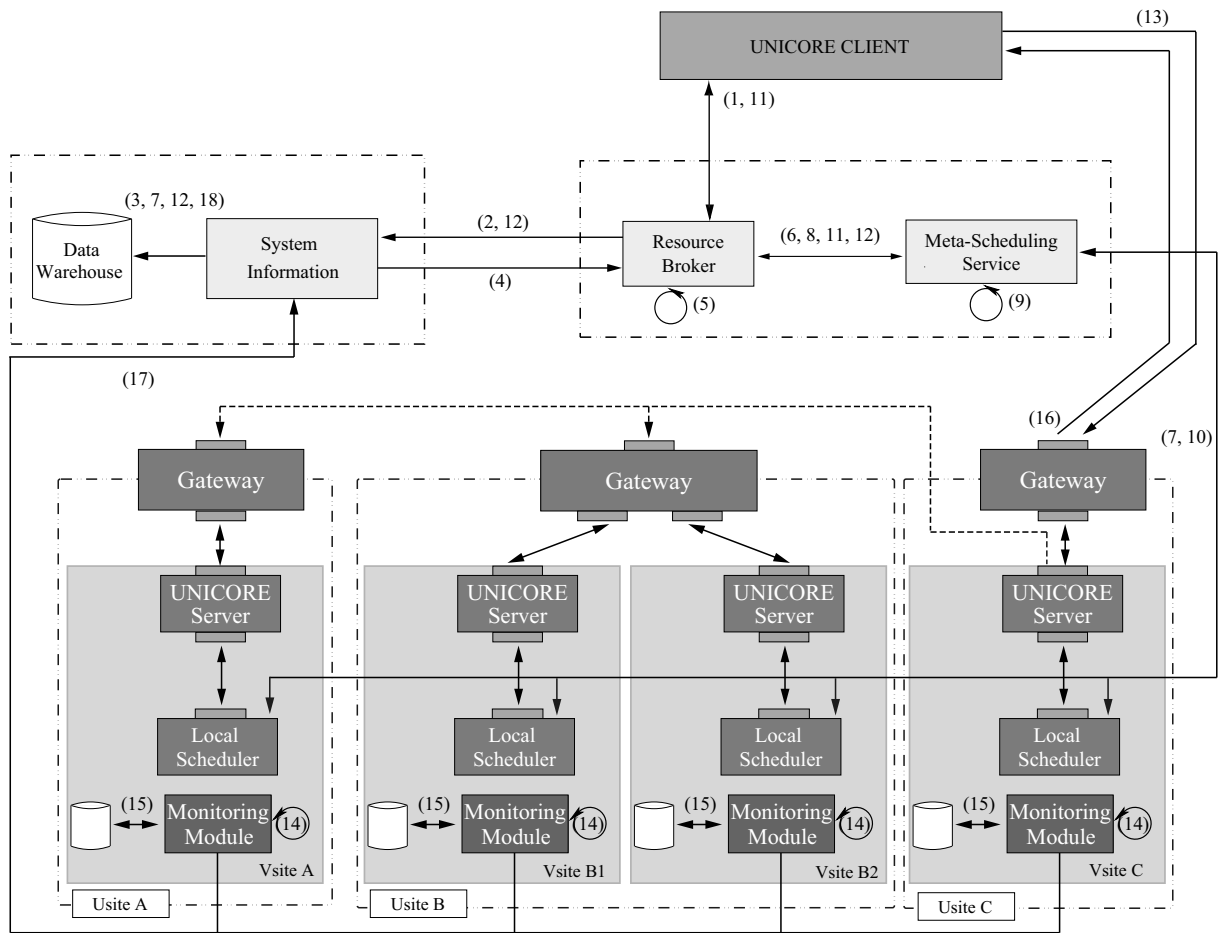 (13)
UNICORE CLIENT
(1, 11)
(3, 7, 12, 18)
Data
Warehouse
System
Information
(2, 12)
(4)
Resource
Broker
(5)
(6, 8, 11, 12)
Meta-Scheduling
Service
(9)
(17)
(16)
(7, 10)
Gateway
Gateway
Gateway
UNICORE
Server
UNICORE
Server
UNICORE
Server
UNICORE
Server
Local
Scheduler
Local
Scheduler
Local
Scheduler
Local
Scheduler
(15)
Monitoring
Module
(14)
(15)
Monitoring
Module
(14)
(15)
Monitoring
Module
(14)
(15)
Monitoring
Module
(14)
Vsite A
Vsite B1
Vsite B2
Vsite C
Usite A
Usite B
Usite C